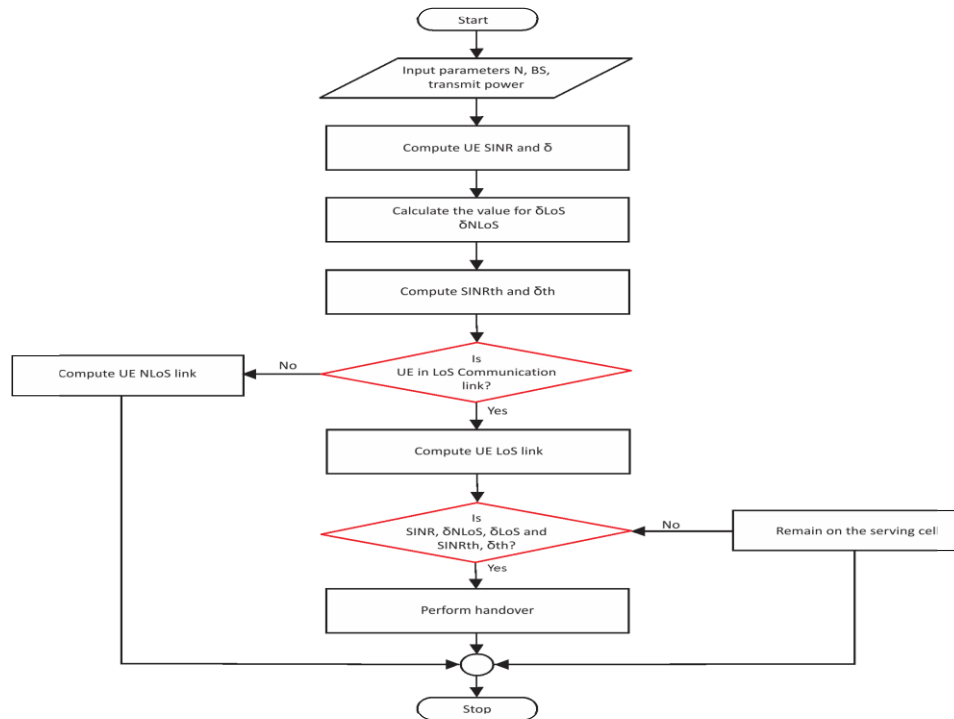 Start
Input parameters N, BS,
transmit power
Compute UE SINR and δ
Calculate the value for δLoS
δNLoS
Compute SINRth and δth
Is
UE in LoS Communication
link?
No
Compute UE NLoS link
Yes
Compute UE LoS link
Is
SINR, δNLoS, δLoS and
SINRth, δth?
No
Remain on the serving cell
Yes
Perform handover
Stop